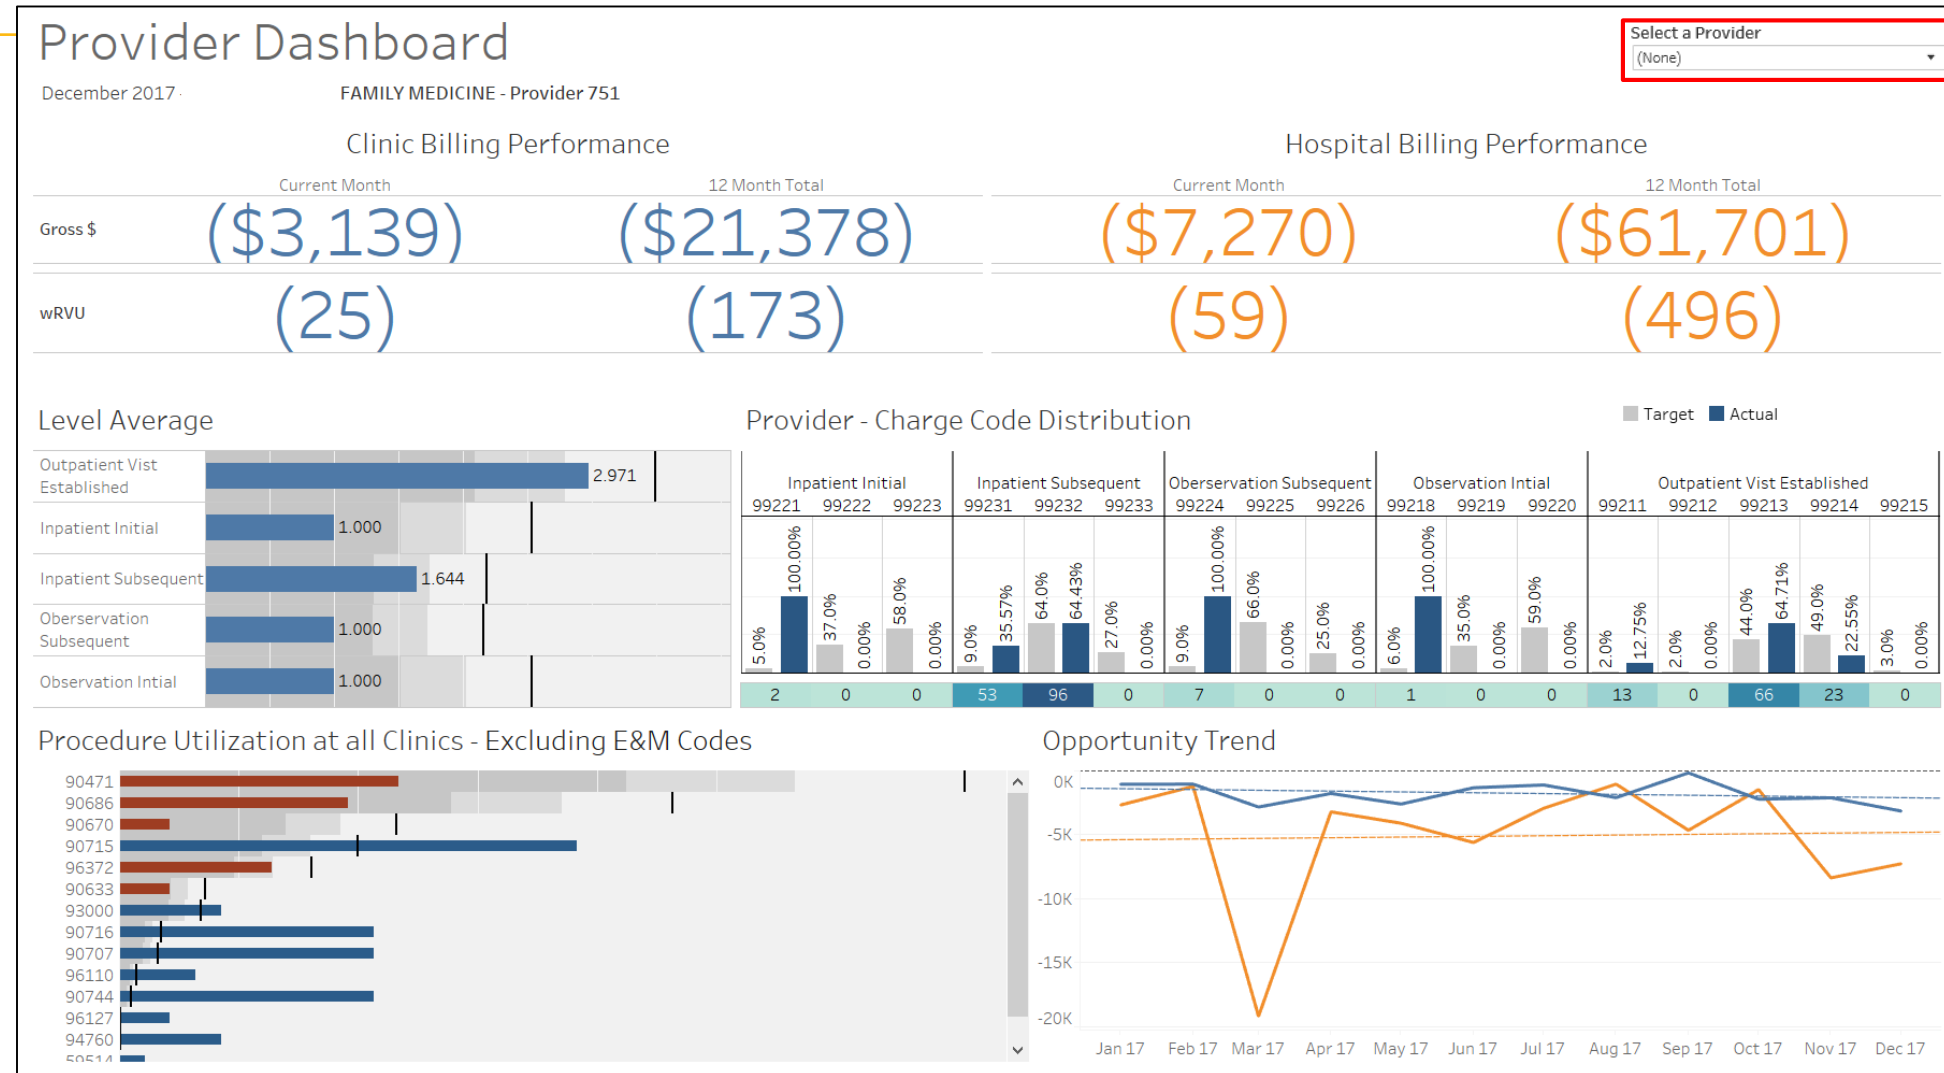 Provider Dashboard
Select a Provider
(None)
December 2017
FAMILY MEDICINE - Provider 751
Clinic Billing Performance
Hospital Billing Performance
Current Month 12 Month Total Current Month 12 Month Total
Gross $ ($3,139) ($21,378) ($7,270) ($61,701)
wRVU (25) (173) (59) (496)
Level Average
Outpatient Vist
Established
2.971
Inpatient Initial 1.000
Inpatient Subsequent 1.644
Oberservation
Subsequent
1.000
Observation Intial 1.000
Provider - Charge Code Distribution
Target Actual
Inpatient Initial Inpatient Subsequent Oberservation Subsequent Observation Intial Outpatient Vist Established
99221 99222 99223 99231 99232 99233 99224 99225 99226 99218 99219 99220 99211 99212 99213 99214 99215
5.0% 100.00% 37.0% 0.00% 58.0% 0.00% 9.0% 35.57% 64.0% 64.43% 27.0% 0.00% 9.0% 100.00% 66.0% 0.00% 25.0% 0.00% 6.0% 100.00% 35.0% 0.00% 59.0% 0.00% 2.0% 12.75% 2.0% 0.00% 44.0% 64.71% 49.0% 22.55% 3.0% 0.00%
2 0 0 53 96 0 7 0 0 1 0 0 13 0 66 23 0
Procedure Utilization at all Clinics - Excluding E&M Codes
90471
90686
90670
90715
96372
90633
93000
90716
90707
96110
90744
96127
94760
59514
Opportunity Trend
0K
-5K
-10K
-15K
-20K
Jan 17 Feb 17 Mar 17 Apr 17 May 17 Jun 17 Jul 17 Aug 17 Sep 17 Oct 17 Nov 17 Dec 17